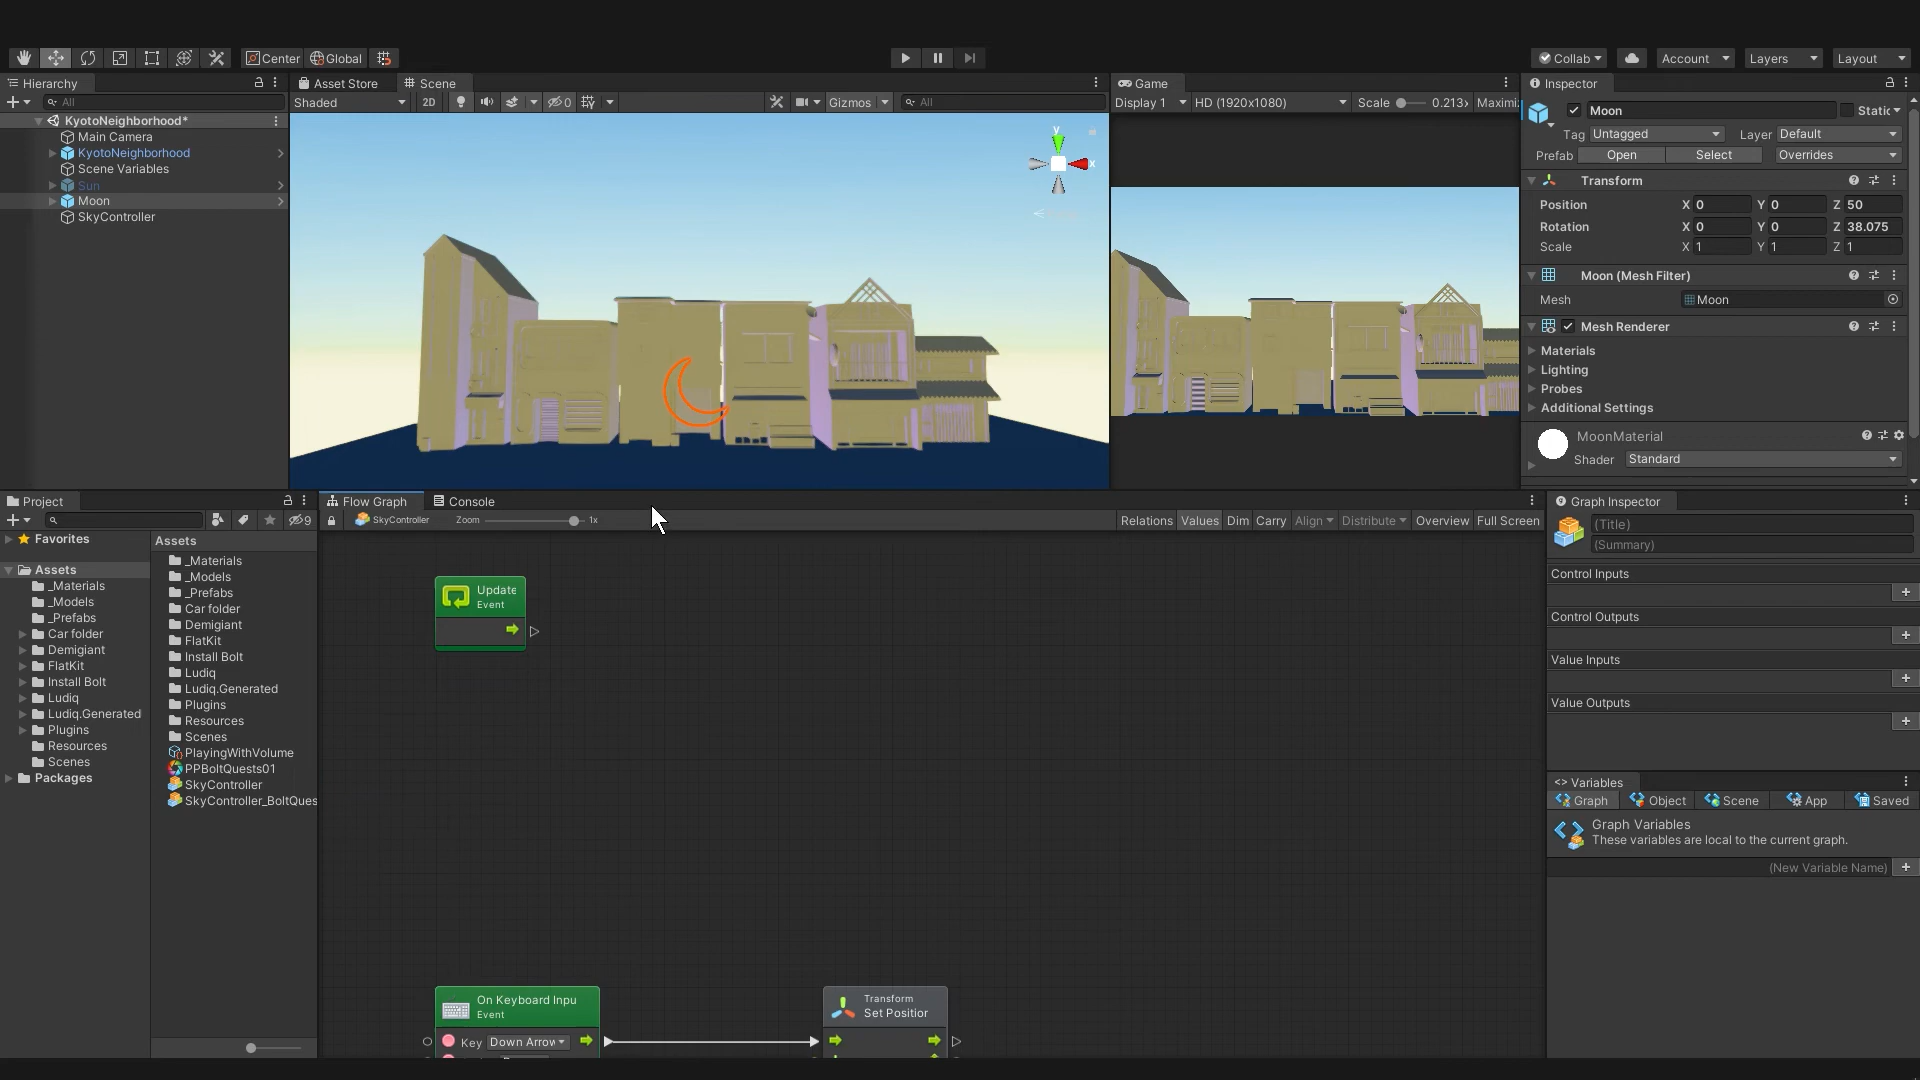 Center
Global
Collab
Account
Layers
Layout
Hierarchy
All
KyotoNeighborhood*
Main Camera
KyotoNeighborhood
Scene Variables
Sun
Moon
SkyController
Asset Store
Scene
Shaded
2D
0
Gizmos
All
y
x
Game
Display 1
HD (1920x1080)
Scale
0.213x
Maximi
Inspector
Moon
Static
Tag Untagged
Layer Default
Prefab Open Select Overrides
Transform
Position X 0 Y 0 Z 50
Rotation X 0 Y 0 Z 38.075
Scale X 1 Y 1 Z 1
Moon (Mesh Filter)
Mesh Moon
Mesh Renderer
Materials
Lighting
Probes
Additional Settings
MoonMaterial
Shader Standard
Project
9
Favorites
Assets
_Materials
_Models
_Prefabs
Car folder
Demigiant
FlatKit
Install Bolt
Ludiq
Ludiq.Generated
Plugins
Resources
Scenes
Packages
Assets
_Materials
_Models
_Prefabs
Car folder
Demigiant
FlatKit
Install Bolt
Ludiq
Ludiq.Generated
Plugins
Resources
Scenes
PlayingWithVolume
PPBoltQuests01
SkyController
SkyController_BoltQues
Flow Graph
Console
SkyController
Zoom
1x
Relations
Values
Dim
Carry
Align
Distribute
Overview
Full Screen
Update
Event
On Keyboard Inpu
Event
Key Down Arrow
Transform
Set Position
Graph Inspector
(Title)
(Summary)
Control Inputs
Control Outputs
Value Inputs
Value Outputs
Variables
Graph
Object
Scene
App
Saved
Graph Variables
These variables are local to the current graph.
(New Variable Name)